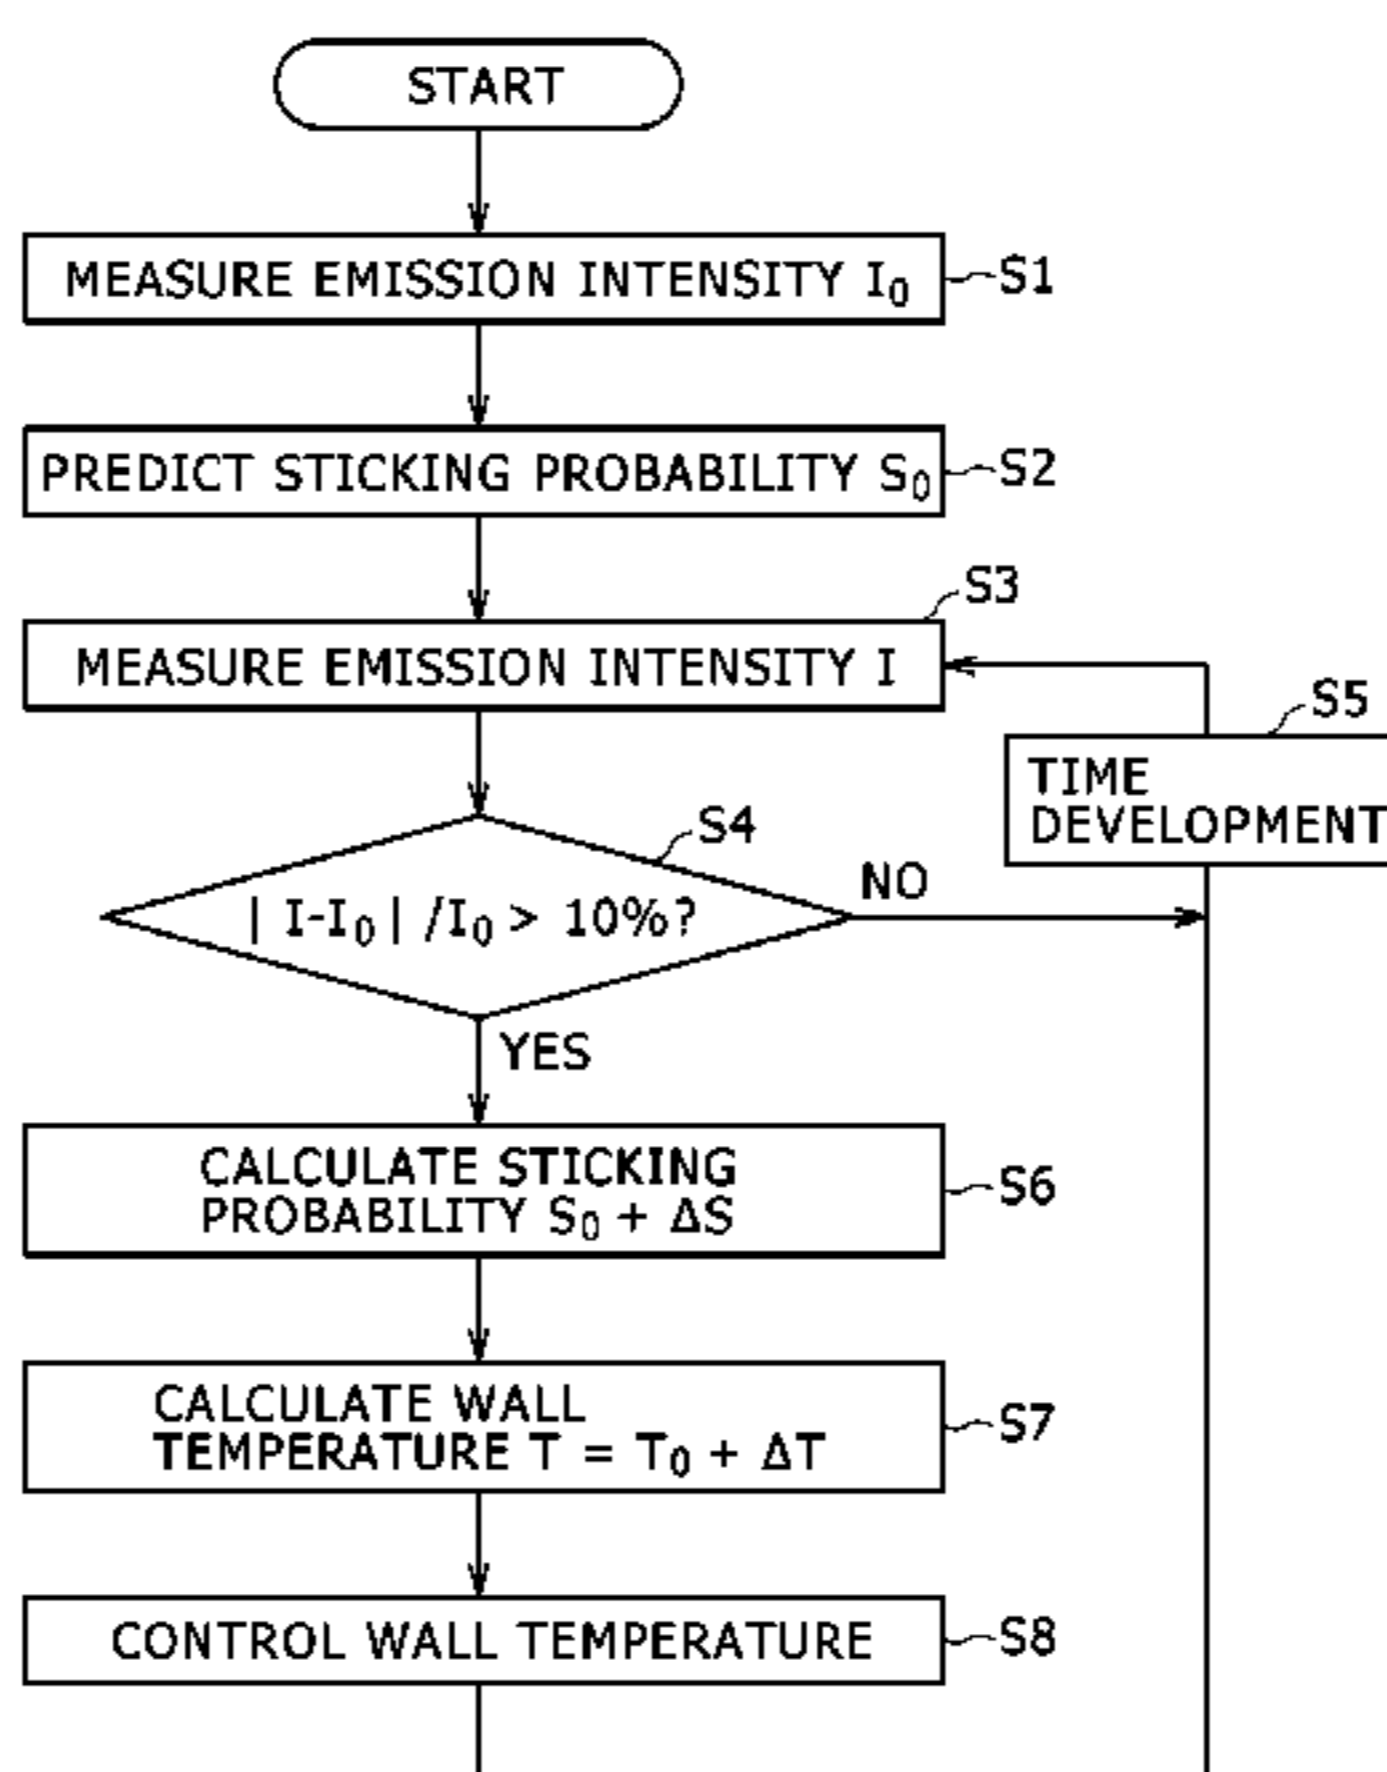 START
MEASURE EMISSION INTENSITY I₀
S1
PREDICT STICKING PROBABILITY S₀
S2
S3
MEASURE EMISSION INTENSITY I
S5
TIME
DEVELOPMENT
S4
| I-I₀ | /I₀ > 10%?
NO
YES
CALCULATE STICKING
PROBABILITY S₀ + ΔS
S6
CALCULATE WALL
TEMPERATURE T = T₀ + ΔT
S7
CONTROL WALL TEMPERATURE
S8